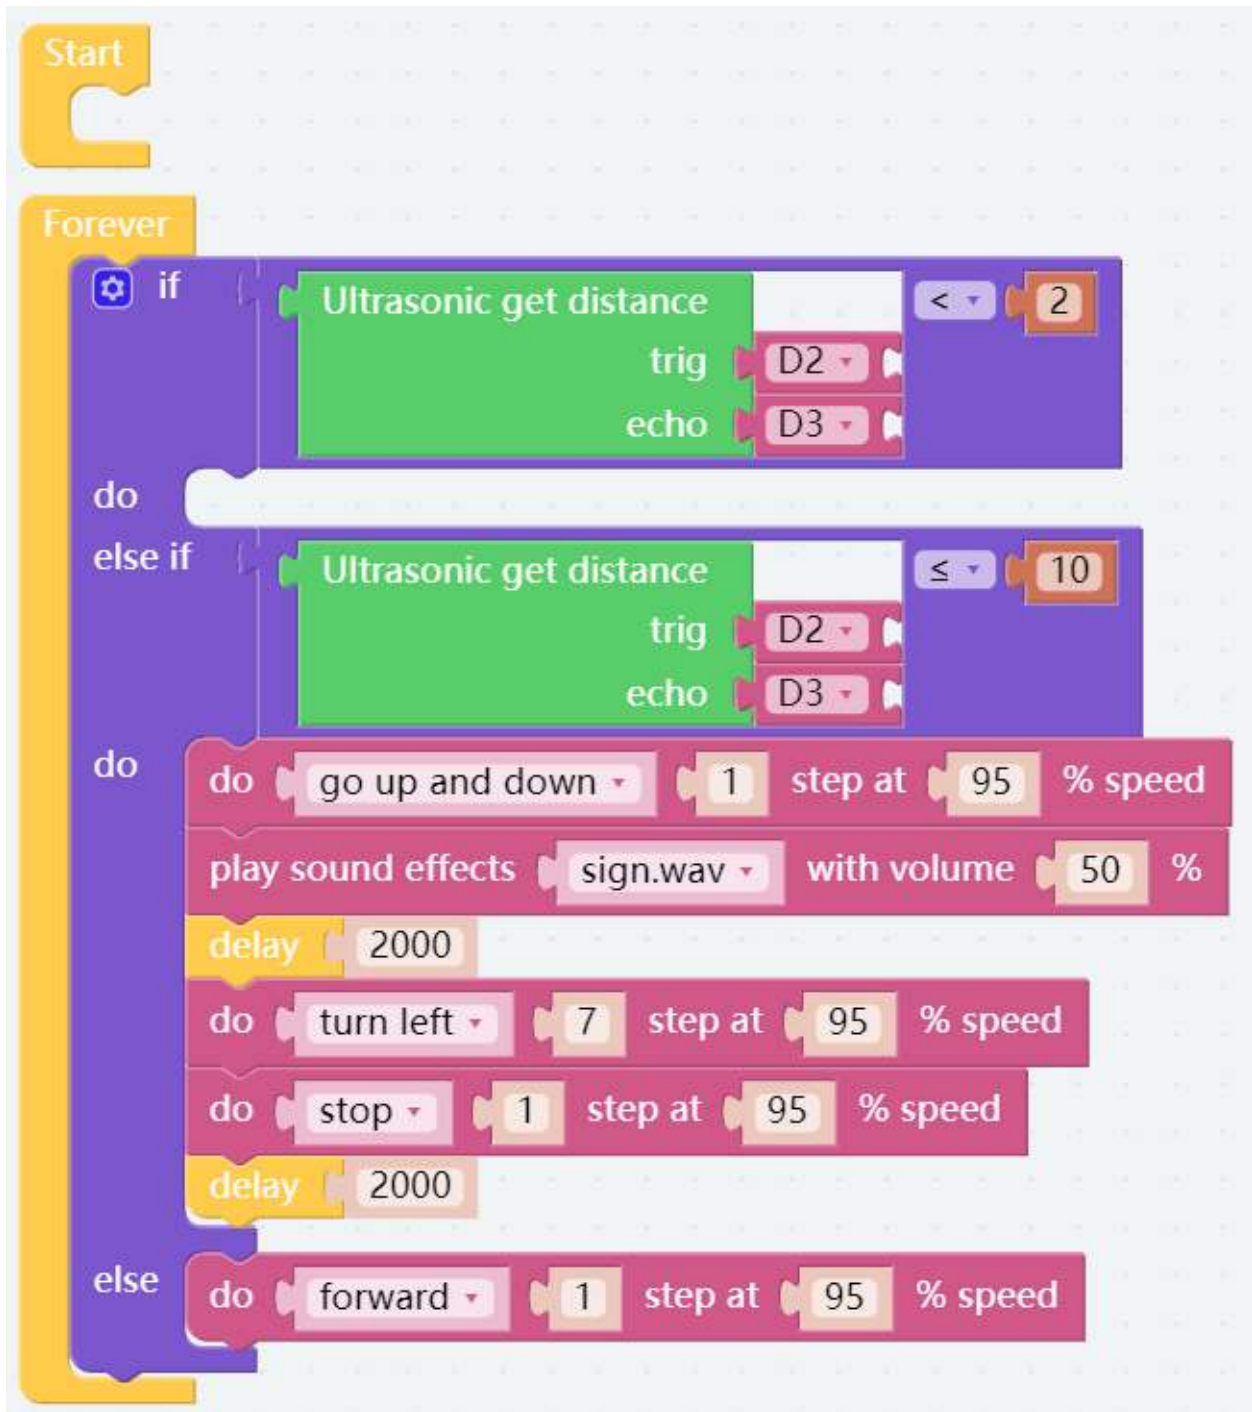 Start
Forever
if Ultrasonic get distance < 2
trig D2
echo D3
do
else if Ultrasonic get distance ≤ 10
trig D2
echo D3
do do go up and down 1 step at 95 % speed
play sound effects sign.wav with volume 50 %
delay 2000
do turn left 7 step at 95 % speed
do stop 1 step at 95 % speed
delay 2000
else do forward 1 step at 95 % speed